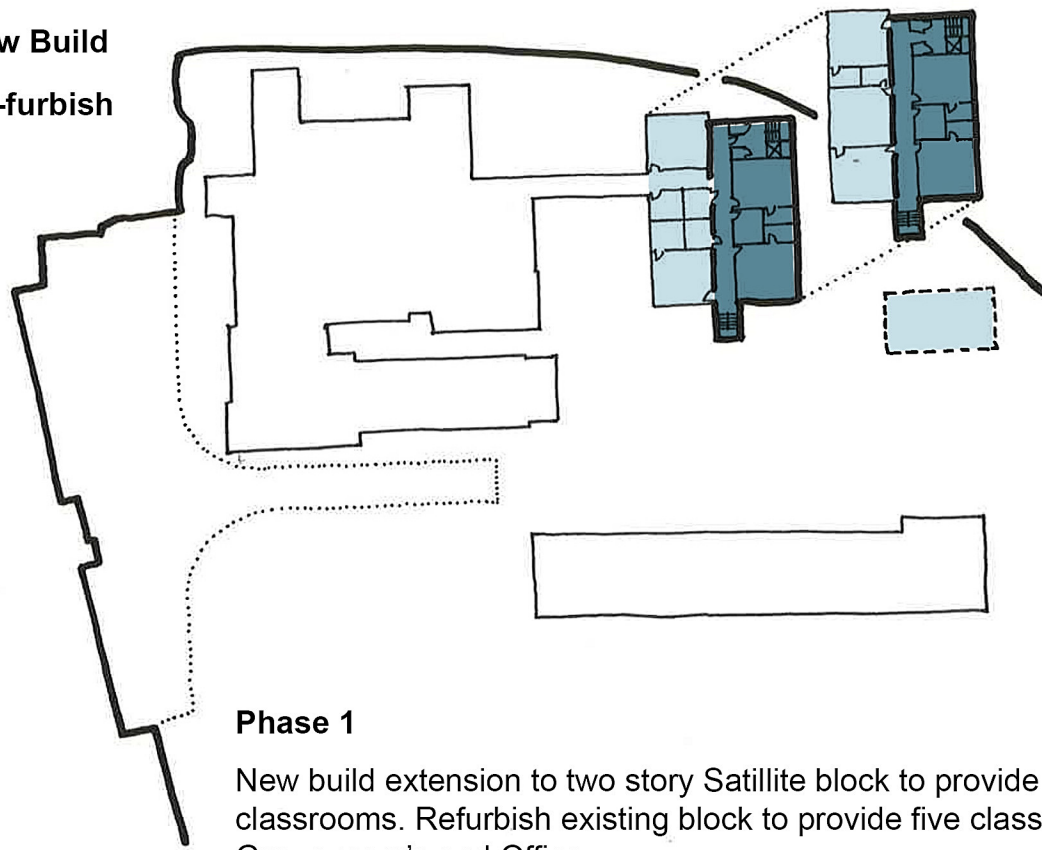 w Build
-furbish
Phase 1
New build extension to two story Satillite block to provide
classrooms. Refurbish existing block to provide five class